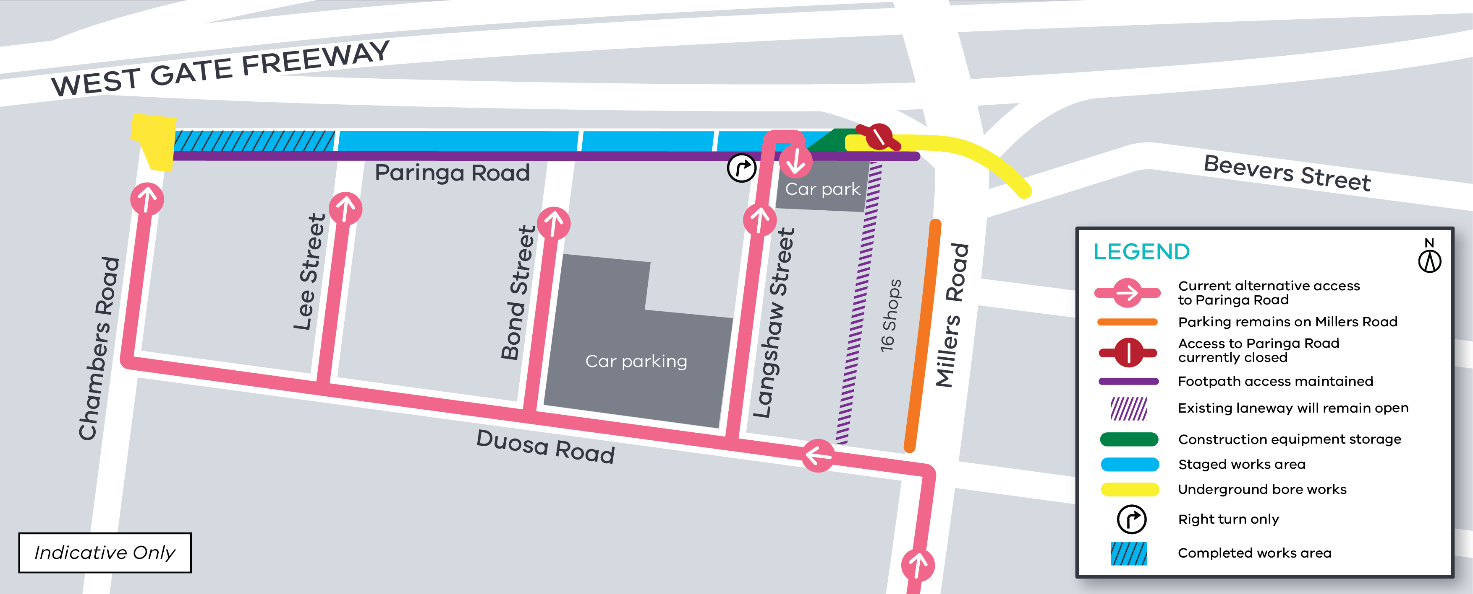 WEST GATE FREEWAY
Paringa Road
Car park
Beevers Street
Chambers Road
Lee Street
Bond Street
Langshaw Street
16 Shops
Millers Road
Car parking
Duosa Road
Indicative Only
LEGEND
N
Current alternative access
to Paringa Road
Parking remains on Millers Road
Access to Paringa Road
currently closed
Footpath access maintained
Existing laneway will remain open
Construction equipment storage
Staged works area
Underground bore works
Right turn only
Completed works area